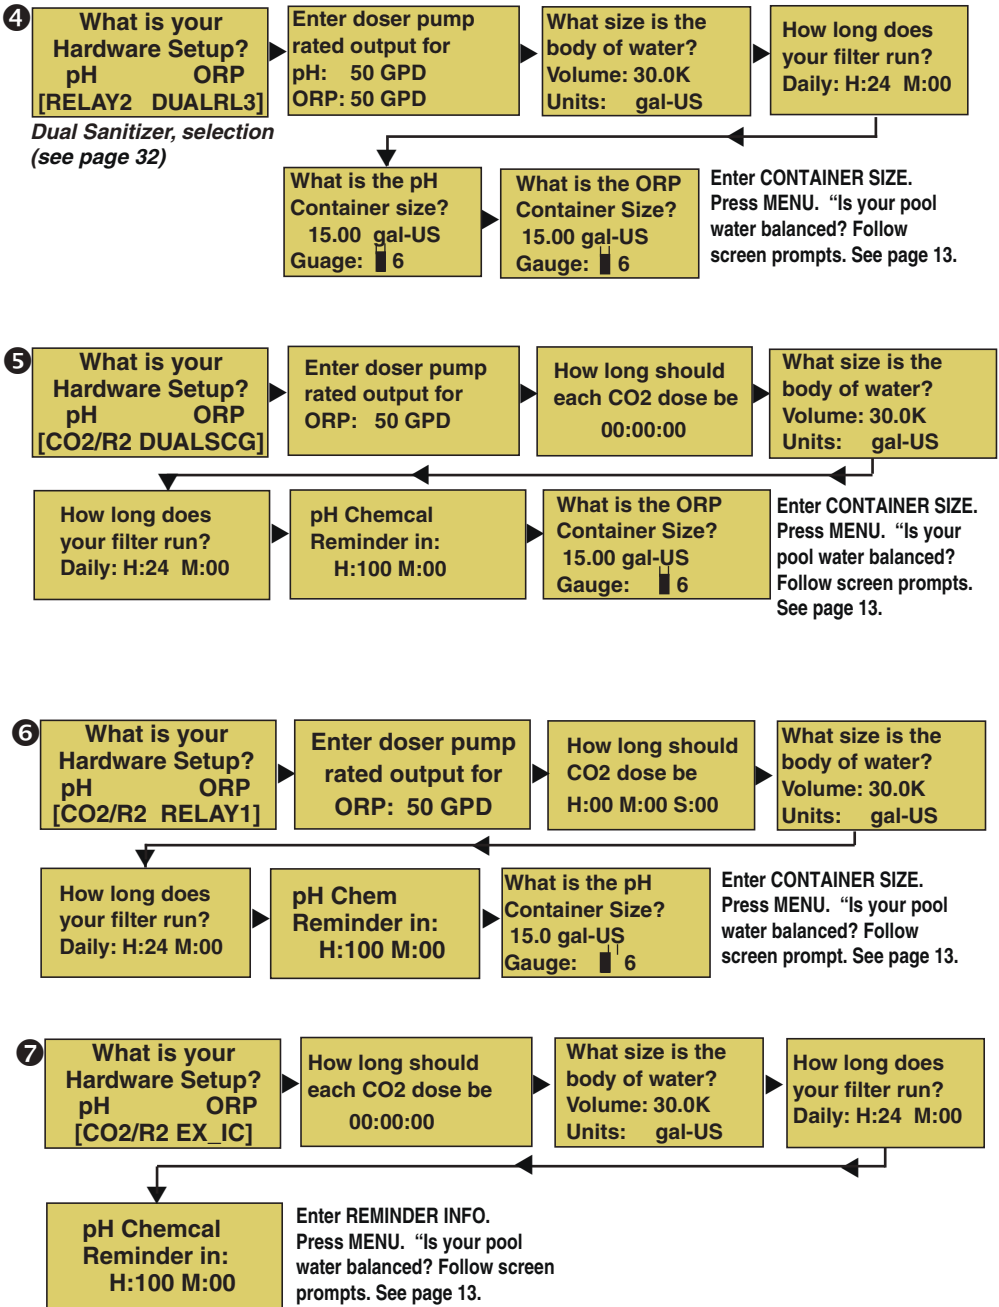 4
What is your
Hardware Setup?
pH ORP
[RELAY2 DUALRL3]
Dual Sanitizer, selection
(see page 32)
Enter doser pump
rated output for
pH: 50 GPD
ORP: 50 GPD
What size is the
body of water?
Volume: 30.0K
Units: gal-US
How long does
your filter run?
Daily: H:24 M:00
What is the pH
Container size?
15.00 gal-US
Guage: 6
What is the ORP
Container Size?
15.00 gal-US
Gauge: 6
Enter CONTAINER SIZE.
Press MENU. “Is your pool
water balanced? Follow
screen prompts. See page 13.
5
What is your
Hardware Setup?
pH ORP
[CO2/R2 DUALSCG]
Enter doser pump
rated output for
ORP: 50 GPD
How long should
each CO2 dose be
00:00:00
What size is the
body of water?
Volume: 30.0K
Units: gal-US
How long does
your filter run?
Daily: H:24 M:00
pH Chemcal
Reminder in:
H:100 M:00
What is the ORP
Container Size?
15.00 gal-US
Gauge: 6
Enter CONTAINER SIZE.
Press MENU. “Is your
pool water balanced?
Follow screen prompts.
See page 13.
6
What is your
Hardware Setup?
pH ORP
[CO2/R2 RELAY1]
Enter doser pump
rated output for
ORP: 50 GPD
How long should
CO2 dose be
H:00 M:00 S:00
What size is the
body of water?
Volume: 30.0K
Units: gal-US
How long does
your filter run?
Daily: H:24 M:00
pH Chem
Reminder in:
H:100 M:00
What is the pH
Container Size?
15.0 gal-US
Gauge: 6
Enter CONTAINER SIZE.
Press MENU. “Is your pool
water balanced? Follow
screen prompt. See page 13.
7
What is your
Hardware Setup?
pH ORP
[CO2/R2 EX_IC]
How long should
each CO2 dose be
00:00:00
What size is the
body of water?
Volume: 30.0K
Units: gal-US
How long does
your filter run?
Daily: H:24 M:00
pH Chemcal
Reminder in:
H:100 M:00
Enter REMINDER INFO.
Press MENU. “Is your pool
water balanced? Follow screen
prompts. See page 13.